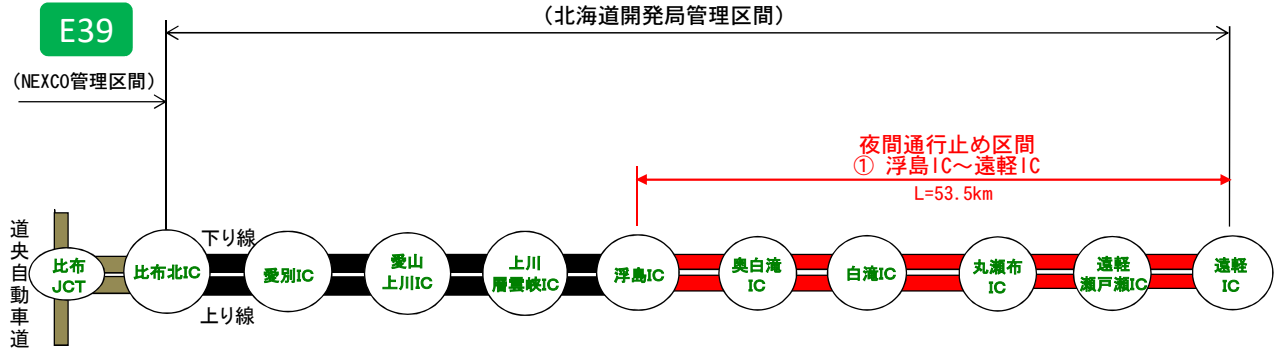 E39
(北海道開発局管理区間)
(NEXCO管理区間)
夜間通行止め区間
① 浮島IC～遠軽IC
L=53.5km
道央自動車道
下り線
上り線
比布
JCT
比布北IC
愛別IC
愛山
上川IC
上川
層雲峡IC
浮島IC
奥白滝
IC
白滝IC
丸瀬布
IC
遠軽
瀬戸瀬IC
遠軽
IC